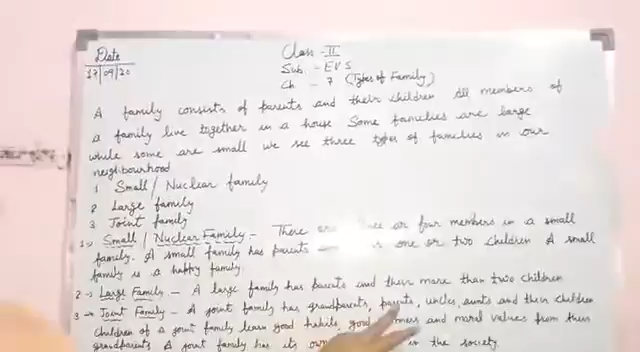 Date
17/09/20
Class - II
Sub. - EVS
Ch - 7 (Types of Family)
A family consists of parents and their children All members of
a family live together in a house Some families are large
while some are small we see three types of families in our
neighbourhood
1 Small / Nuclear family
2 Large family
3 Joint family
1 → Small / Nuclear Family - There are or four members in a small
family. A small family has parents one or two children A small
family is a happy family.
2 → Large Family - A large family has parents and their more than two children
3 → Joint Family - A joint family has grandparents, parents, uncles, aunts and their children
children of a joint family learn good habits, good and moral values from their
grandparents A joint family has its own in the society.